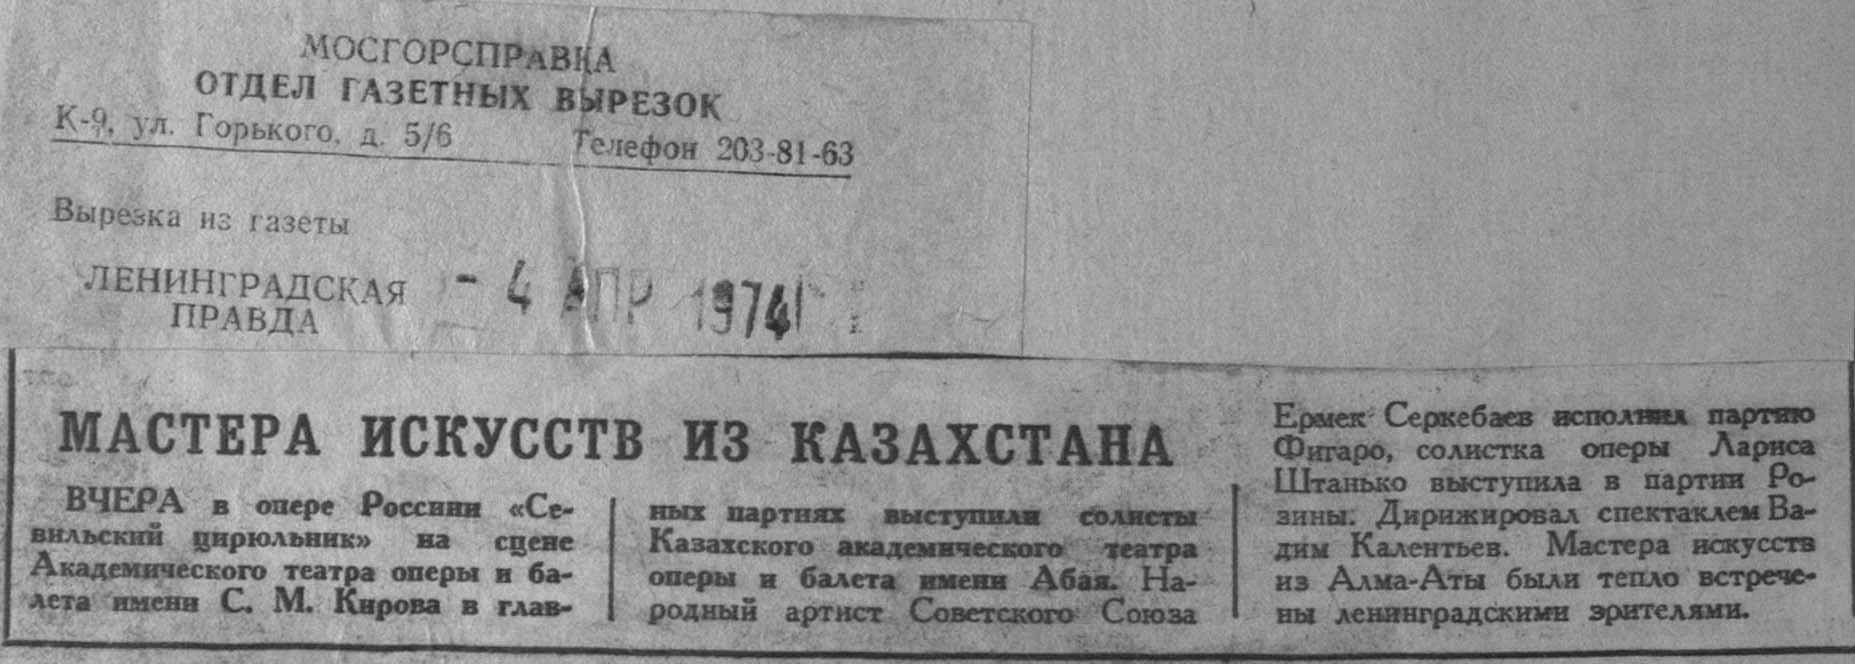 МОСГОРСПРАВКА
ОТДЕЛ ГАЗЕТНЫХ ВЫРЕЗОК
К-9, ул. Горького, д. 5/6 Телефон 203-81-63
Вырезка из газеты
ЛЕНИНГРАДСКАЯ
ПРАВДА
- 4 АПР 1974
МАСТЕРА ИСКУССТВ ИЗ КАЗАХСТАНА
ВЧЕРА в опере Россини «Се-
вильский цирюльник» на сцене
Академического театра оперы и ба-
лета имени С. М. Кирова в глав-
ных партиях выступили солисты
Казахского академического театра
оперы и балета имени Абая. На-
родный артист Советского Союза
Ермек Серкебаев исполнил партию
Фигаро, солистка оперы Лариса
Штанько выступила в партии Ро-
зины. Дирижировал спектаклем Ва-
дим Калентьев. Мастера искусств
из Алма-Аты были тепло встрече-
ны ленинградскими зрителями.